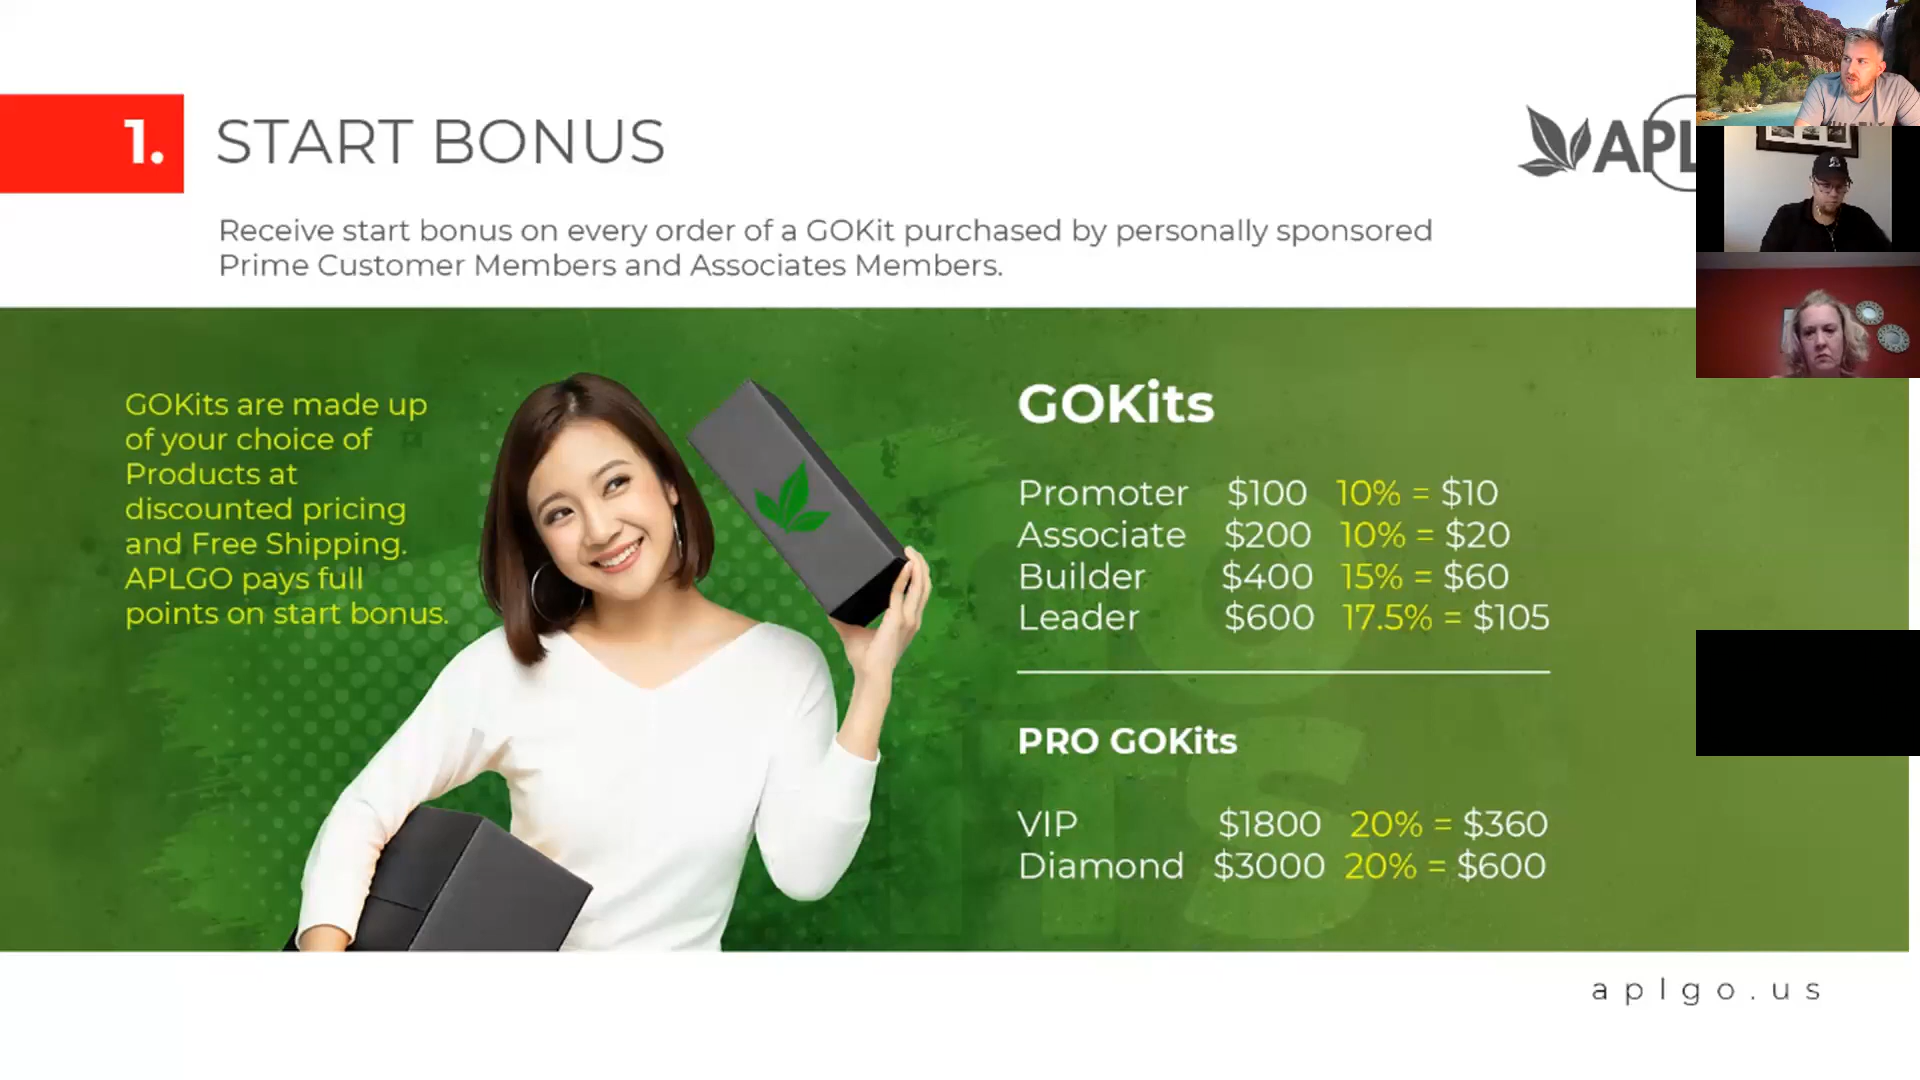 1. START BONUS
APL
Receive start bonus on every order of a GOKit purchased by personally sponsored
Prime Customer Members and Associates Members.
GOKits are made up
of your choice of
Products at
discounted pricing
and Free Shipping.
APLGO pays full
points on start bonus.
GOKits
Promoter $100 10% = $10
Associate $200 10% = $20
Builder $400 15% = $60
Leader $600 17.5% = $105
PRO GOKits
VIP $1800 20% = $360
Diamond $3000 20% = $600
aplgo.us